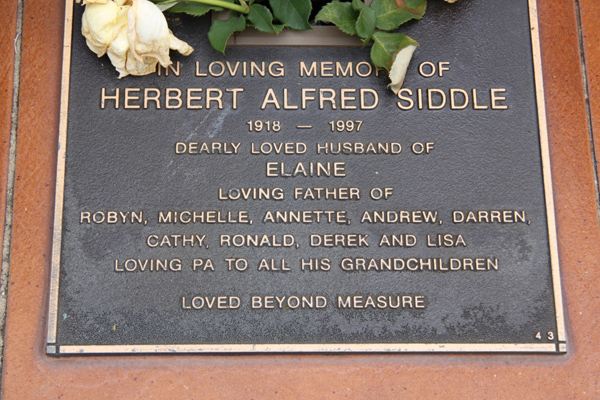 IN LOVING MEMORY OF
HERBERT ALFRED SIDDLE
1918 — 1997
DEARLY LOVED HUSBAND OF
ELAINE
LOVING FATHER OF
ROBYN, MICHELLE, ANNETTE, ANDREW, DARREN,
CATHY, RONALD, DEREK AND LISA
LOVING PA TO ALL HIS GRANDCHILDREN
LOVED BEYOND MEASURE
43